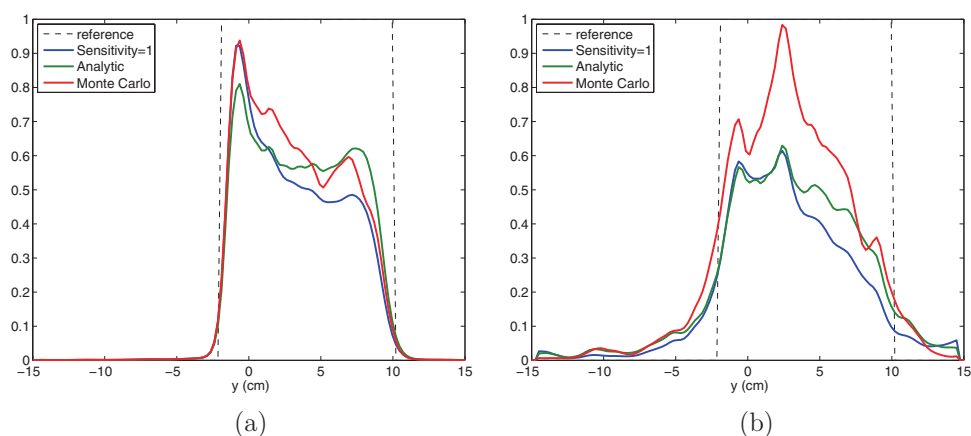 1
0.9
0.8
0.7
0.6
0.5
0.4
0.3
0.2
0.1
0
−15 −10 −5 0 5 10 15
y (cm)
reference
Sensitivity=1
Analytic
Monte Carlo
(a)
1
0.9
0.8
0.7
0.6
0.5
0.4
0.3
0.2
0.1
0
−15 −10 −5 0 5 10 15
y (cm)
reference
Sensitivity=1
Analytic
Monte Carlo
(b)